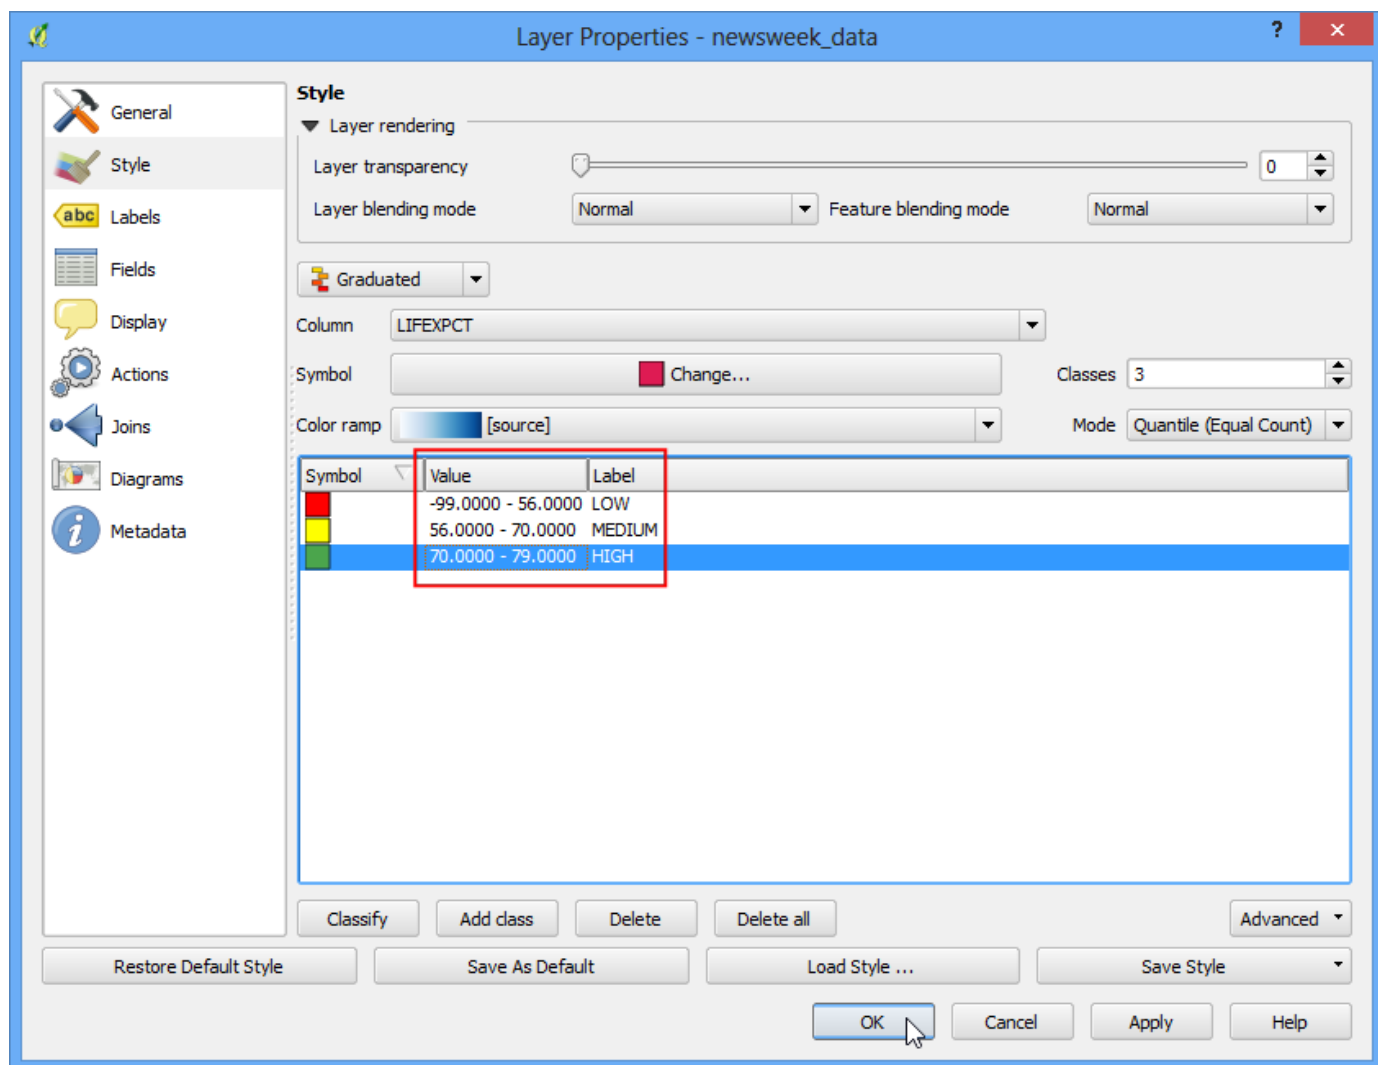 Layer Properties - newsweek_data
?
General
Style
abc Labels
Fields
Display
Actions
Joins
Diagrams
i Metadata
Style
Layer rendering
Layer transparency 0
Layer blending mode Normal Feature blending mode Normal
Graduated
Column LIFEXPCT
Symbol Change... Classes 3
Color ramp [source] Mode Quantile (Equal Count)
Symbol Value Label
-99.0000 - 56.0000 LOW
56.0000 - 70.0000 MEDIUM
70.0000 - 79.0000 HIGH
Classify Add class Delete Delete all Advanced
Restore Default Style Save As Default Load Style ... Save Style
OK Cancel Apply Help